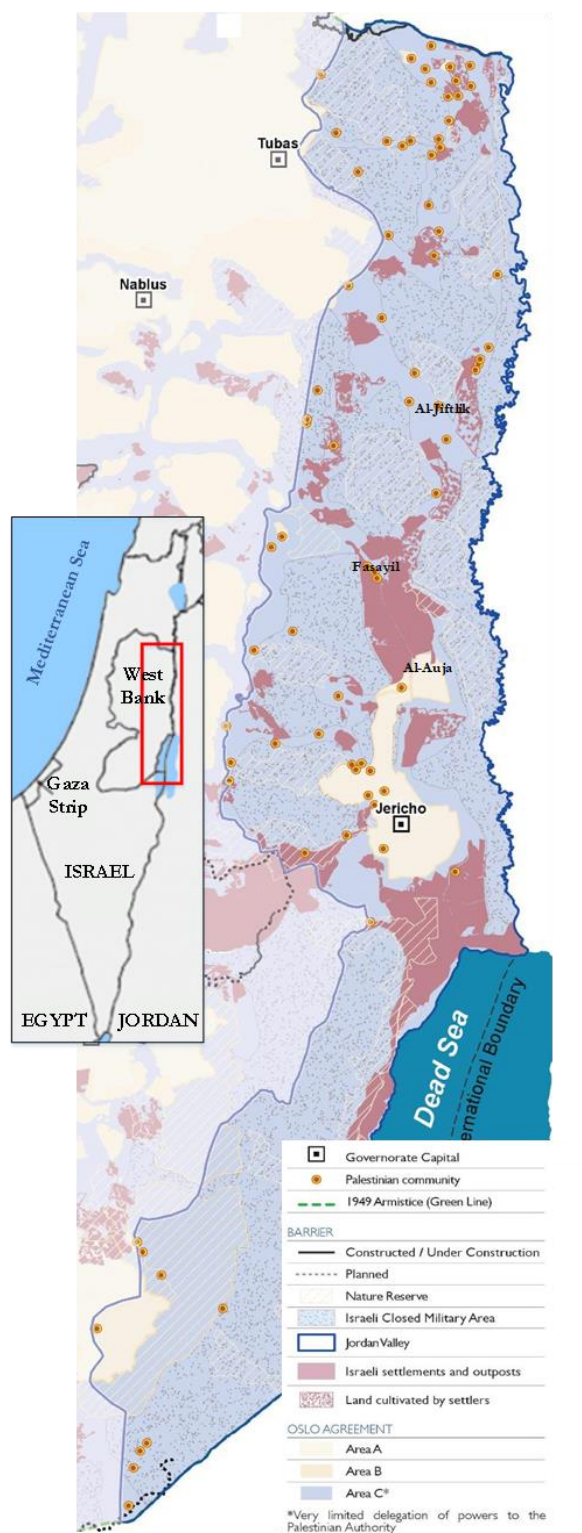 Tubas
Nablus
Al-Jiftlik
Fasayil
Al-Auja
Jericho
Mediterranean Sea
West
Bank
Gaza
Strip
ISRAEL
EGYPT
JORDAN
Dead Sea
ernational Boundary
Governorate Capital
Palestinian community
1949 Armistice (Green Line)
BARRIER
Constructed / Under Construction
Planned
Nature Reserve
Israeli Closed Military Area
Jordan Valley
Israeli settlements and outposts
Land cultivated by settlers
OSLO AGREEMENT
Area A
Area B
Area C*
*Very limited delegation of powers to the
Palestinian Authority